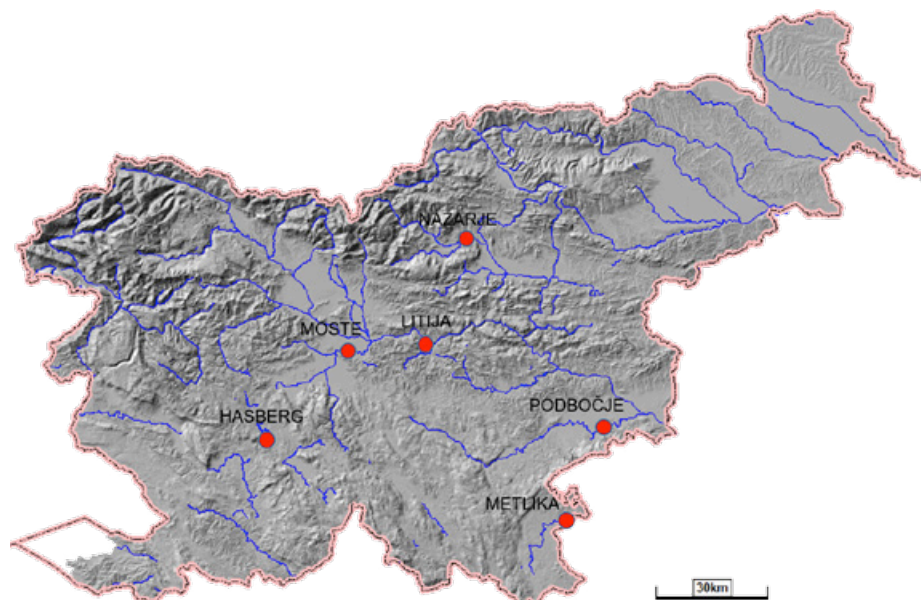 NAZARJE
LITIJA
MOSTE
PODBOČJE
HASBERG
METLIKA
30km